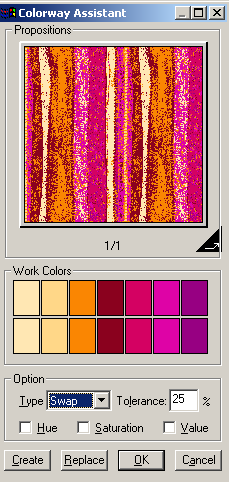 Colorway Assistant
Propositions
1/1
Work Colors
Option
Type Swap Tolerance: 25 %
Hue Saturation Value
Create Replace OK Cancel